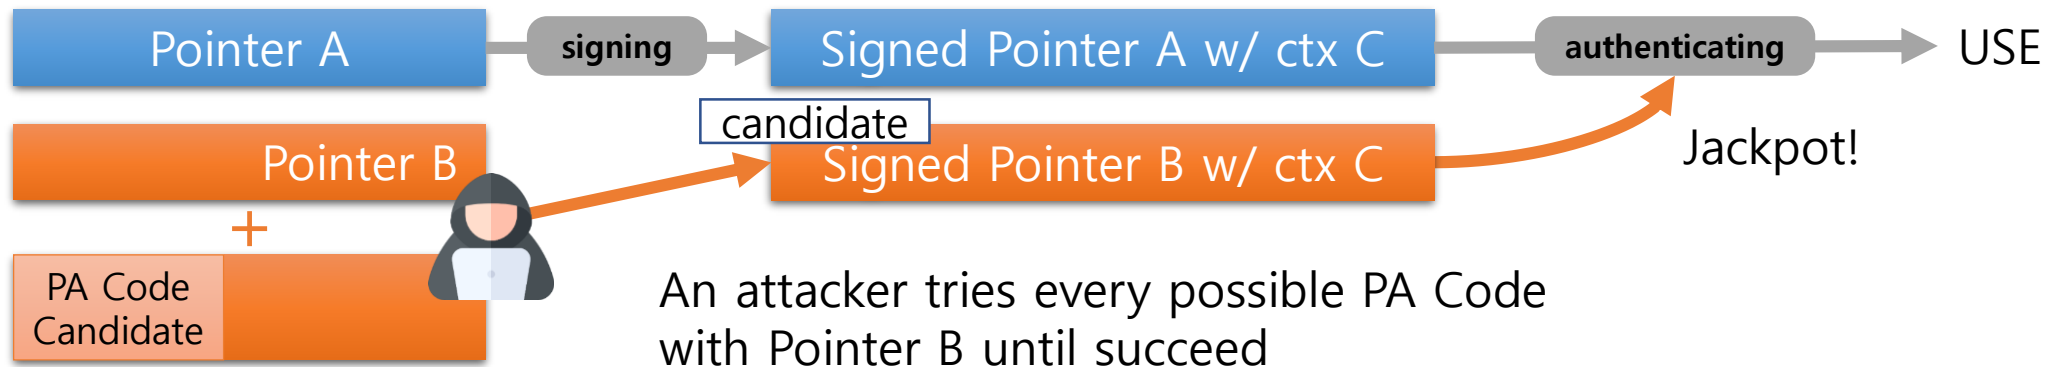 Pointer A
signing
Signed Pointer A w/ ctx C
authenticating
USE
candidate
Pointer B
Signed Pointer B w/ ctx C
Jackpot!
+
PA Code
Candidate
An attacker tries every possible PA Code
with Pointer B until succeed